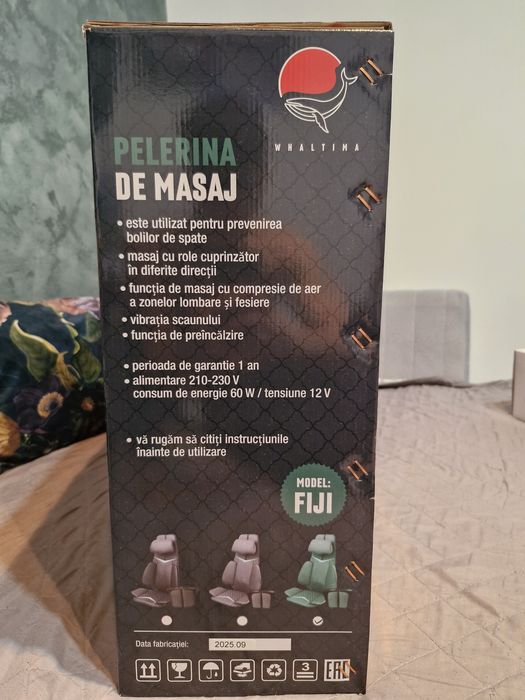 WHALTIMA
PELERINA
DE MASAJ
• este utilizat pentru prevenirea
bolilor de spate
• masaj cu role cuprinzător
în diferite direcții
• funcția de masaj cu compresie de aer
a zonelor lombare și fesiere
• vibrația scaunului
• funcția de preîncălzire
• perioada de garantie 1 an
• alimentare 210-230 V
consum de energie 60 W / tensiune 12 V
• vă rugăm să citiți instrucțiunile
înainte de utilizare
MODEL:
FIJI
Data fabricației: 2025.09
3
EAC